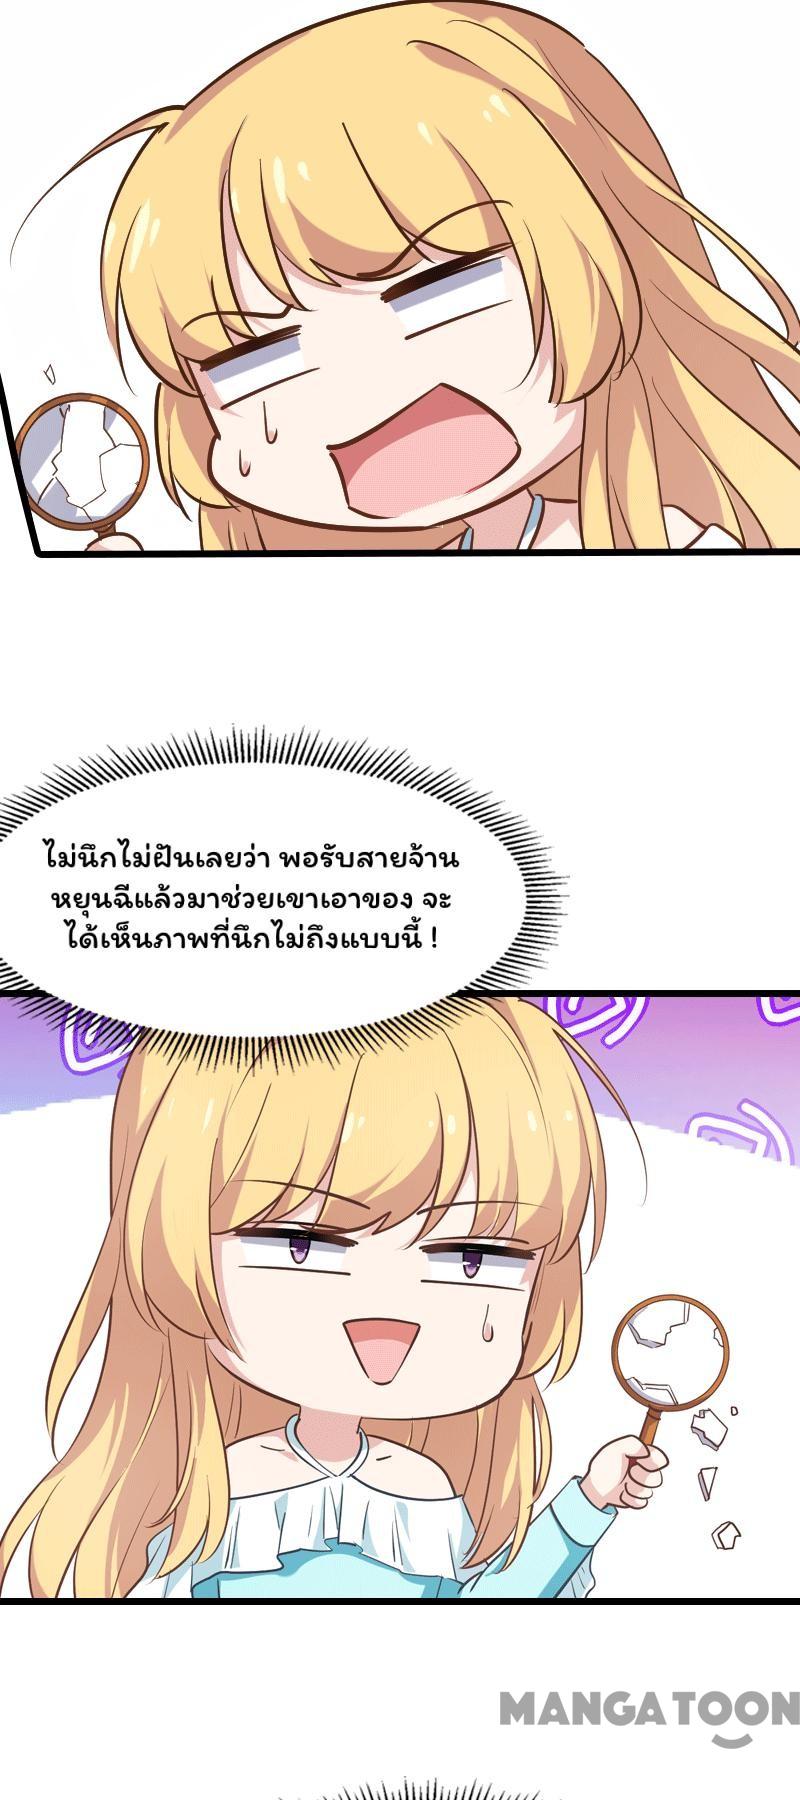 ไม่นึกไม่ฝันเลยว่า พอรับสายจ้าน
หยุนฉีแล้วมาช่วยเขาเอาของ จะ
ได้เห็นภาพที่นึกไม่ถึงแบบนี้ !
MANGA TOON